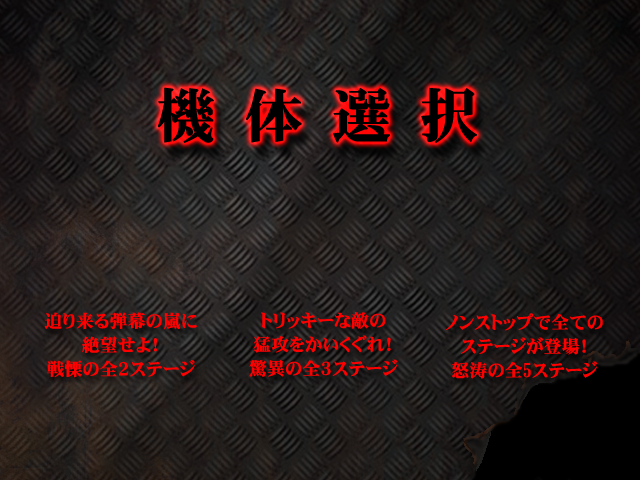 機体選択
迫り来る弾幕の嵐に
絶望せよ!
戦慄の全2ステージ
トリッキーな敵の
猛攻をかいくぐれ!
驚異の全3ステージ
ノンストップで全ての
ステージが登場!
怒涛の全5ステージ